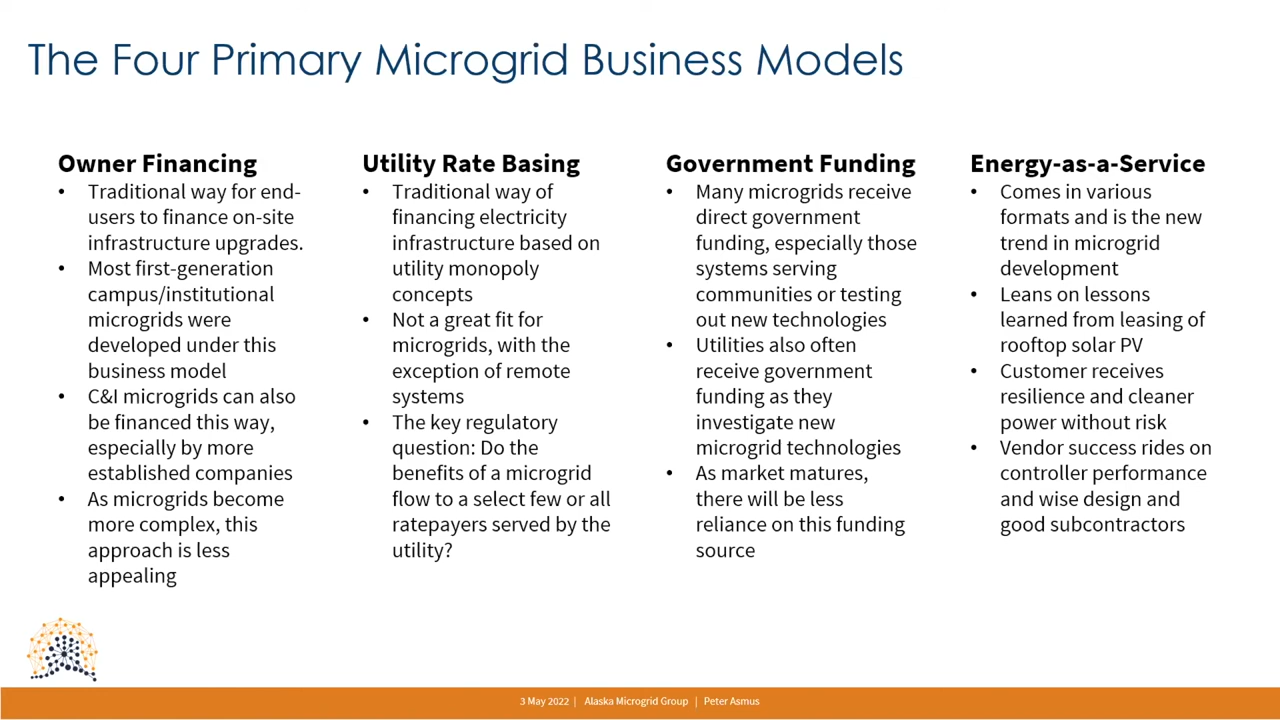 The Four Primary Microgrid Business Models
Owner Financing
• Traditional way for end-
users to finance on-site
infrastructure upgrades.
• Most first-generation
campus/institutional
microgrids were
developed under this
business model
• C&I microgrids can also
be financed this way,
especially by more
established companies
• As microgrids become
more complex, this
approach is less
appealing
Utility Rate Basing
• Traditional way of
financing electricity
infrastructure based on
utility monopoly
concepts
• Not a great fit for
microgrids, with the
exception of remote
systems
• The key regulatory
question: Do the
benefits of a microgrid
flow to a select few or all
ratepayers served by the
utility?
Government Funding
• Many microgrids receive
direct government
funding, especially those
systems serving
communities or testing
out new technologies
• Utilities also often
receive government
funding as they
investigate new
microgrid technologies
• As market matures,
there will be less
reliance on this funding
source
Energy-as-a-Service
• Comes in various
formats and is the new
trend in microgrid
development
• Leans on lessons
learned from leasing of
rooftop solar PV
• Customer receives
resilience and cleaner
power without risk
• Vendor success rides on
controller performance
and wise design and
good subcontractors
3 May 2022 | Alaska Microgrid Group | Peter Asmus